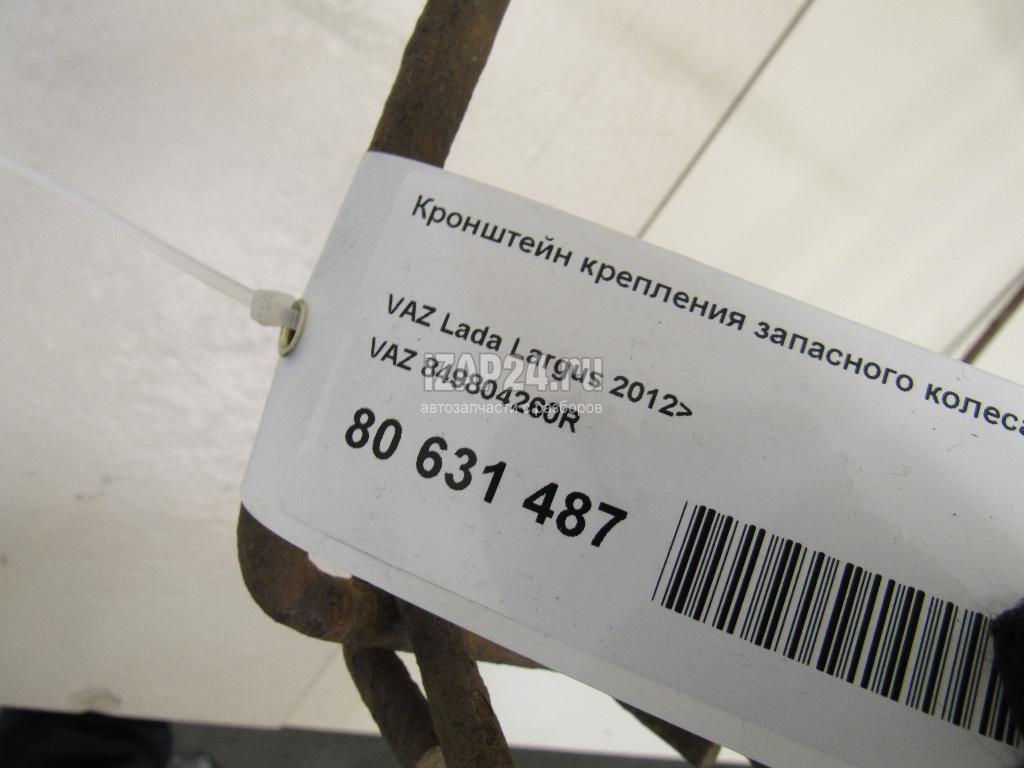 Кронштейн крепления запасного колеса
VAZ Lada Largus 2012>
VAZ 849804260R
80 631 487
IZAP24.ru
автозапчасти с разборов